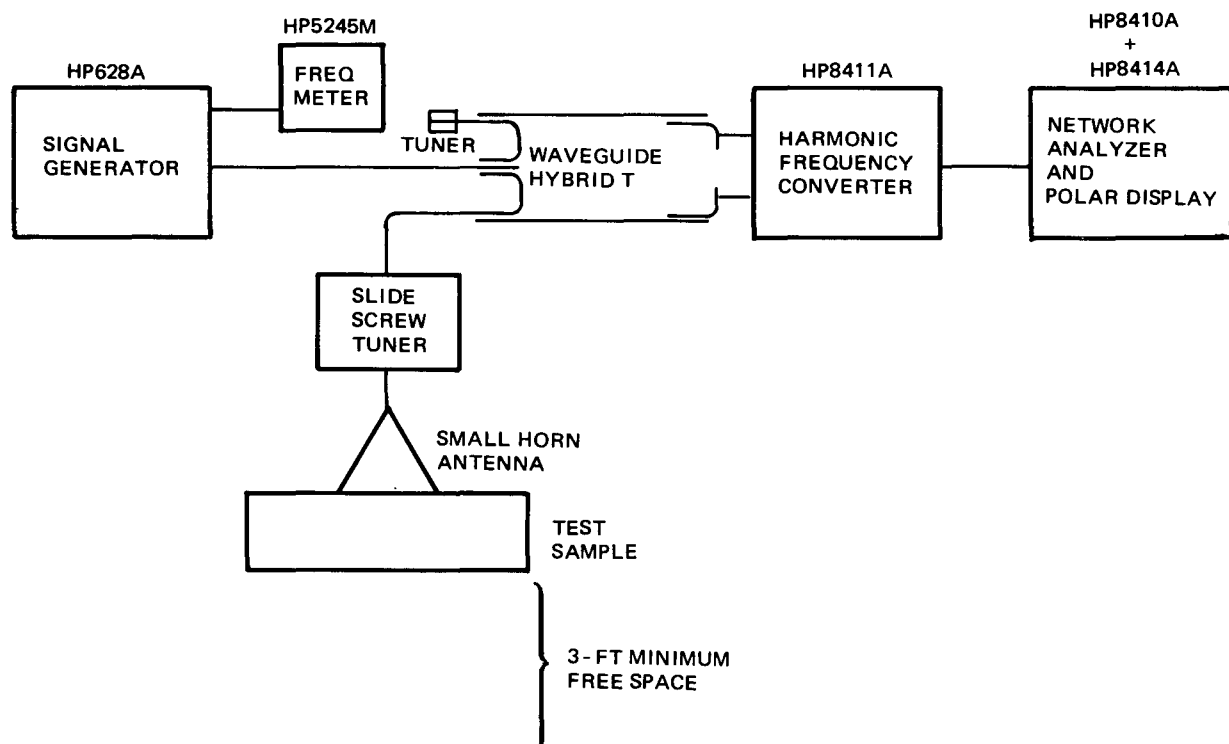 HP5245M
FREQ
METER
HP628A
SIGNAL
GENERATOR
TUNER
WAVEGUIDE
HYBRID T
HP8411A
HARMONIC
FREQUENCY
CONVERTER
HP8410A
+
HP8414A
NETWORK
ANALYZER
AND
POLAR DISPLAY
SLIDE
SCREW
TUNER
SMALL HORN
ANTENNA
TEST
SAMPLE
3-FT MINIMUM
FREE SPACE